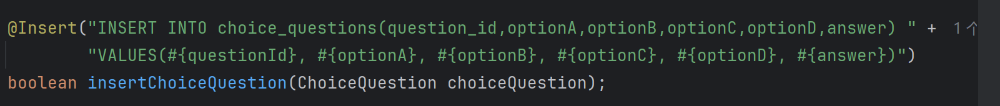 @Insert("INSERT INTO choice_questions(question_id,optionA,optionB,optionC,optionD,answer) " + 1个
"VALUES(#{questionId}, #{optionA}, #{optionB}, #{optionC}, #{optionD}, #{answer})")
boolean insertChoiceQuestion(ChoiceQuestion choiceQuestion);